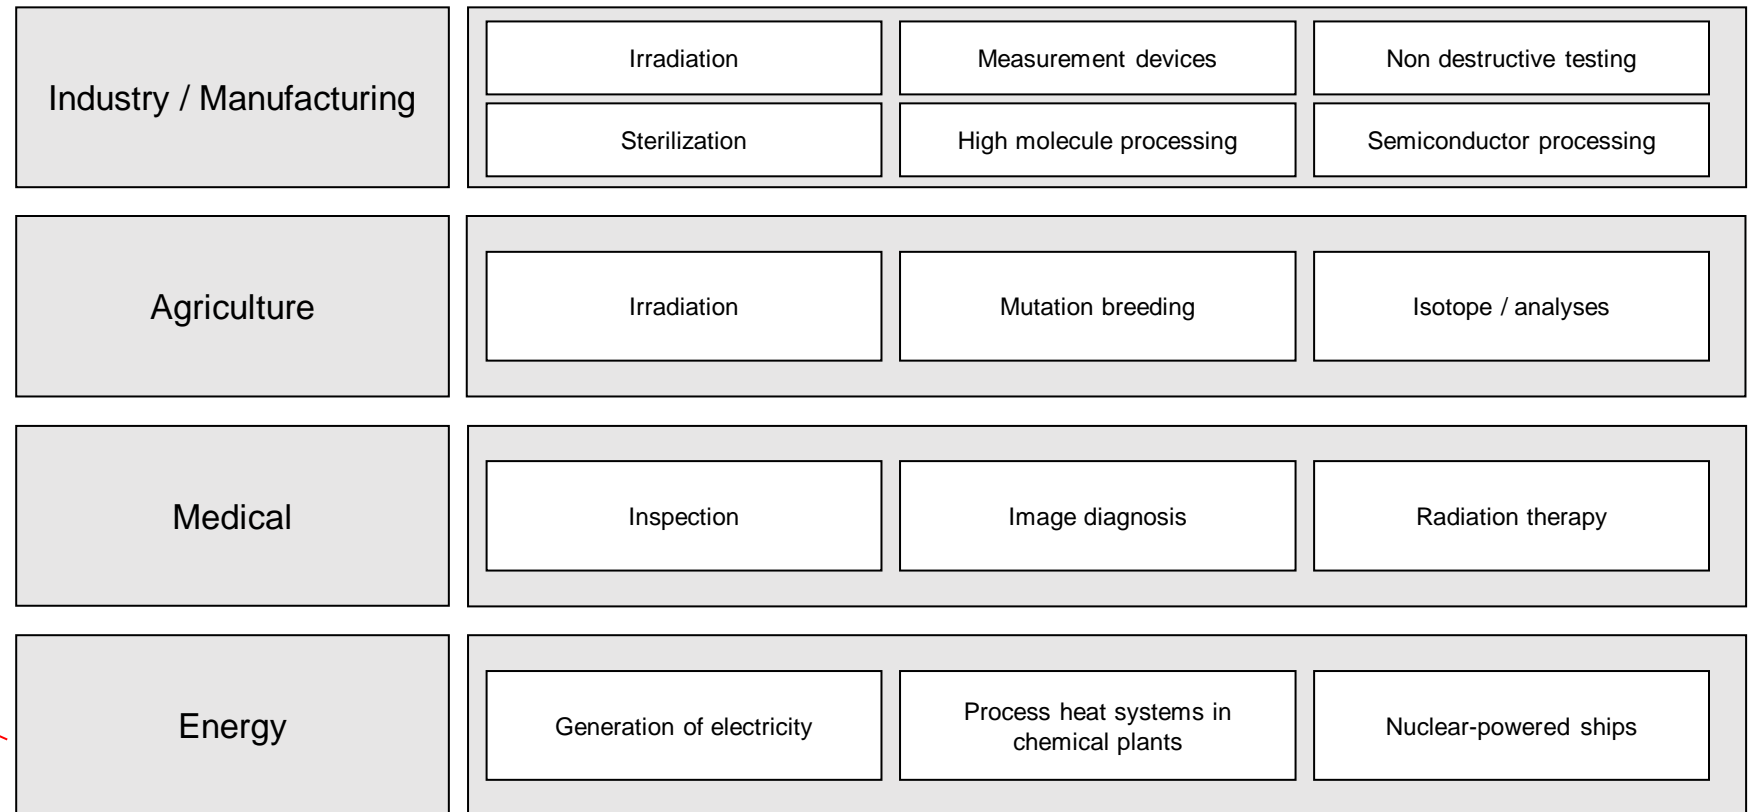 Industry / Manufacturing
Irradiation
Measurement devices
Non destructive testing
Sterilization
High molecule processing
Semiconductor processing
Agriculture
Irradiation
Mutation breeding
Isotope / analyses
Medical
Inspection
Image diagnosis
Radiation therapy
Energy
Generation of electricity
Process heat systems in
chemical plants
Nuclear-powered ships